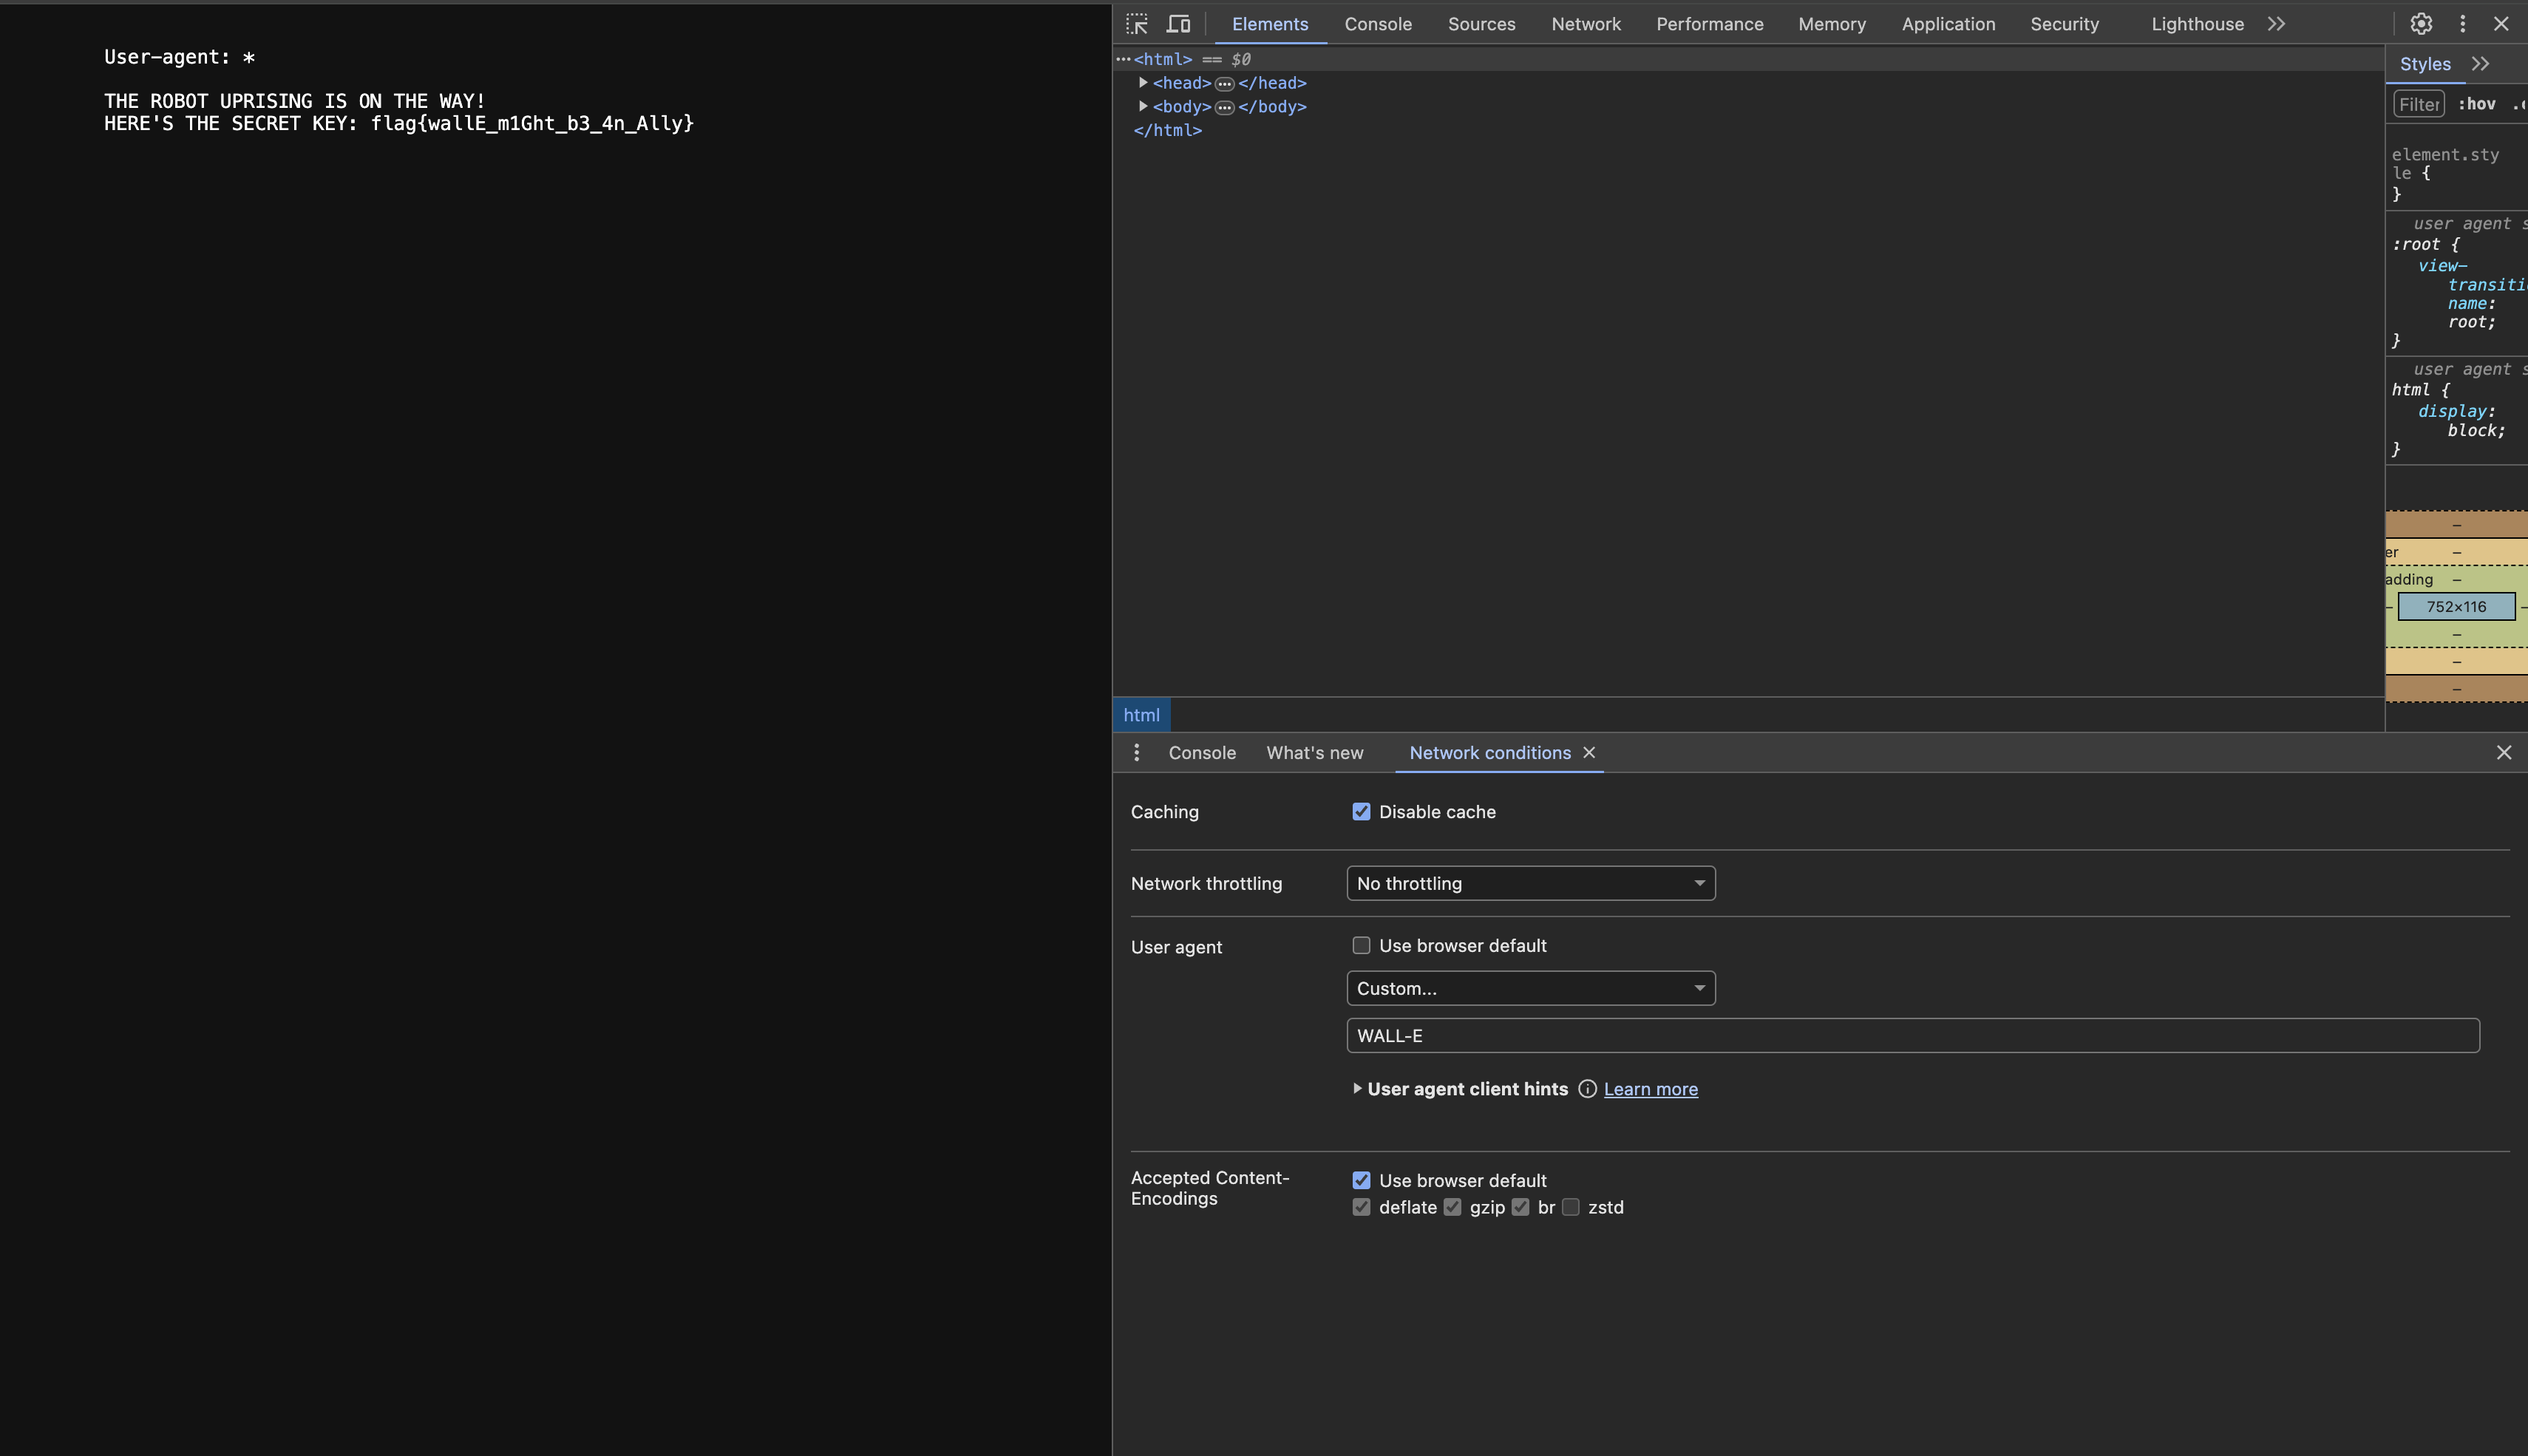 User-agent: *
THE ROBOT UPRISING IS ON THE WAY!
HERE'S THE SECRET KEY: flag{wallE_m1Ght_b3_4n_Ally}
Elements Console Sources Network Performance Memory Application Security Lighthouse
<html> == $0
<head> </head>
<body> </body>
</html>
html
Styles
Filter :hov
element.sty
le {
}
user agent s
:root {
view-
transiti
name:
root;
}
user agent s
html {
display:
block;
}
–
er –
adding –
– 752×116 –
–
–
–
Console What's new Network conditions
Caching Disable cache
Network throttling No throttling
User agent Use browser default
Custom...
WALL-E
User agent client hints Learn more
Accepted Content-
Encodings
Use browser default
deflate gzip br zstd